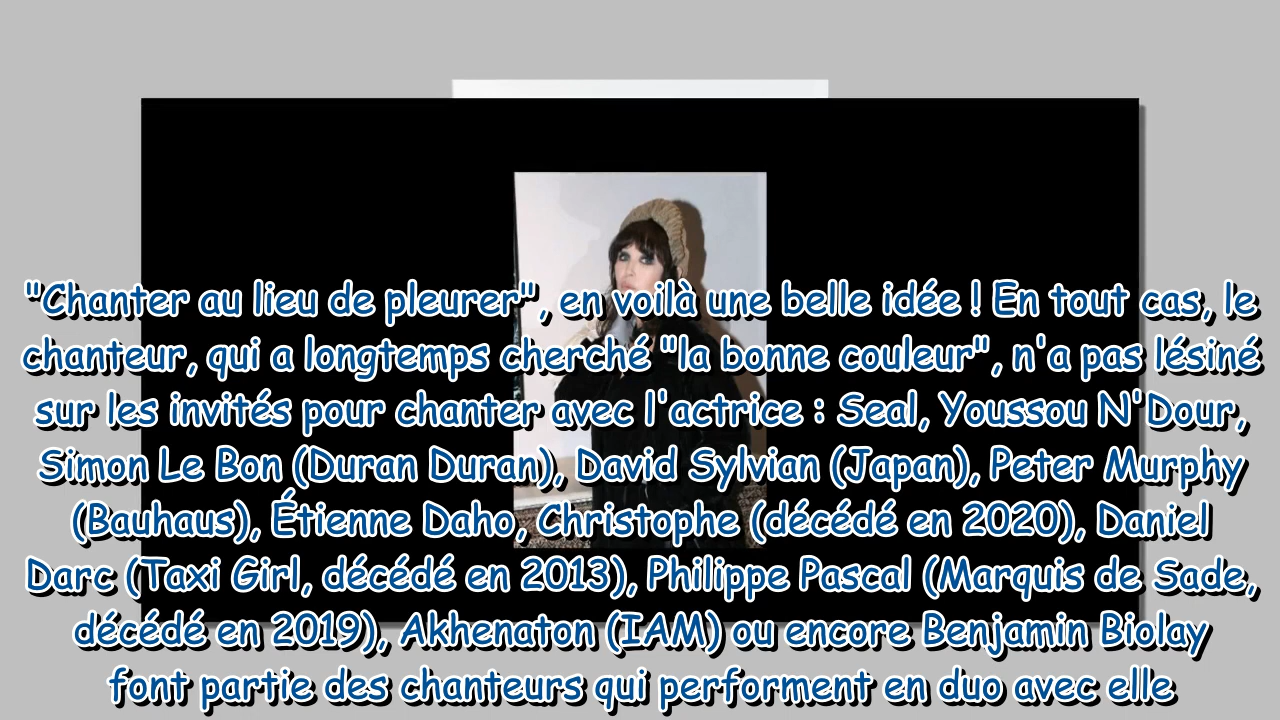 "Chanter au lieu de pleurer", en voilà une belle idée ! En tout cas, le
chanteur, qui a longtemps cherché "la bonne couleur", n'a pas lésiné
sur les invités pour chanter avec l'actrice : Seal, Youssou N'Dour,
Simon Le Bon (Duran Duran), David Sylvian (Japan), Peter Murphy
(Bauhaus), Étienne Daho, Christophe (décédé en 2020), Daniel
Darc (Taxi Girl, décédé en 2013), Philippe Pascal (Marquis de Sade,
décédé en 2019), Akhenaton (IAM) ou encore Benjamin Biolay
font partie des chanteurs qui performent en duo avec elle